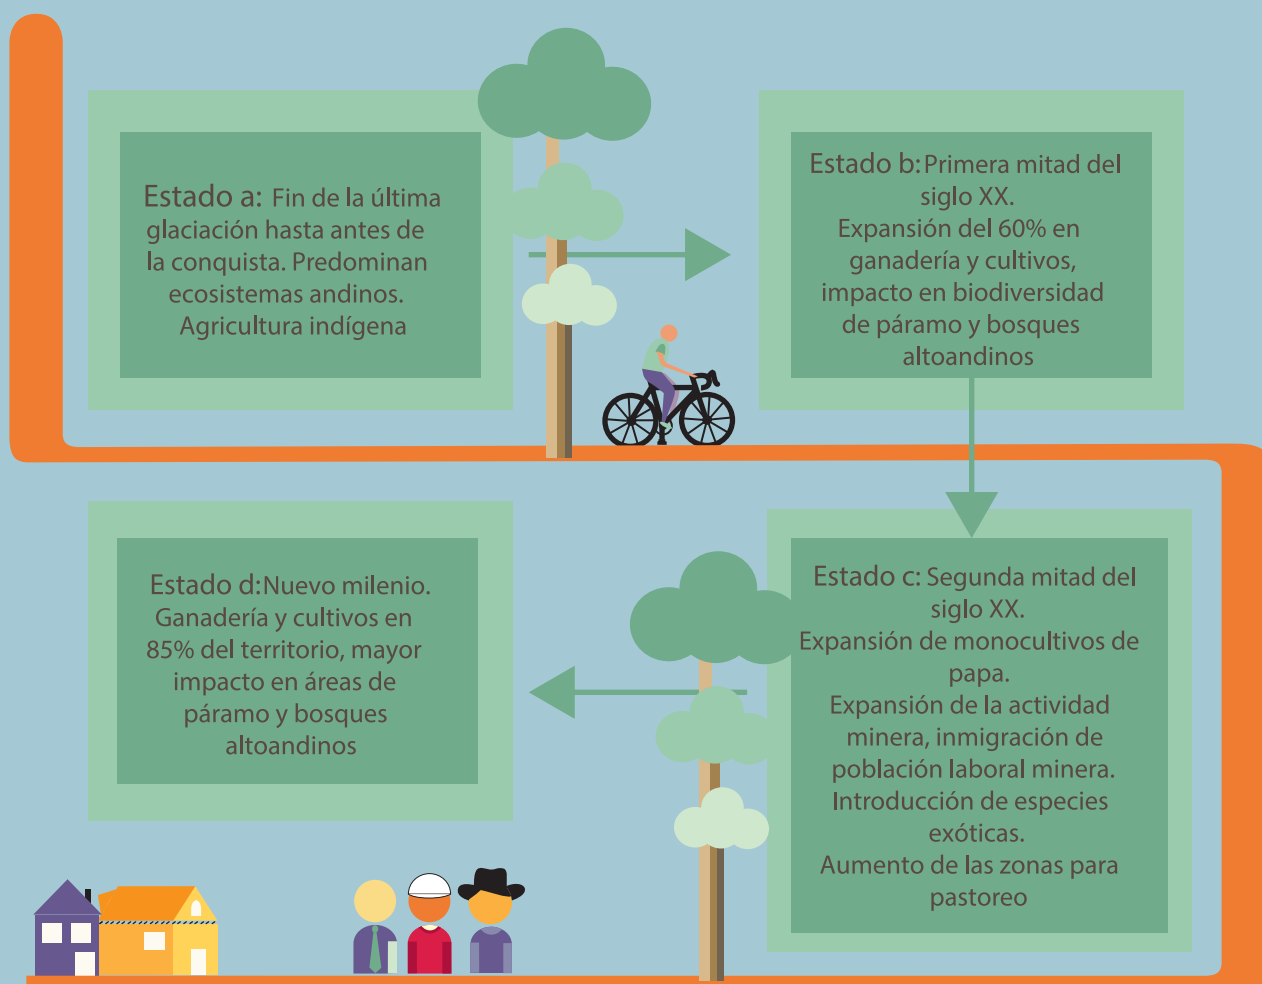 Estado a: Fin de la última
glaciación hasta antes de
la conquista. Predominan
ecosistemas andinos.
Agricultura indígena
Estado b: Primera mitad del
siglo XX.
Expansión del 60% en
ganadería y cultivos,
impacto en biodiversidad
de páramo y bosques
altoandinos
Estado c: Segunda mitad del
siglo XX.
Expansión de monocultivos de
papa.
Expansión de la actividad
minera, inmigración de
población laboral minera.
Introducción de especies
exóticas.
Aumento de las zonas para
pastoreo
Estado d: Nuevo milenio.
Ganadería y cultivos en
85% del territorio, mayor
impacto en áreas de
páramo y bosques
altoandinos